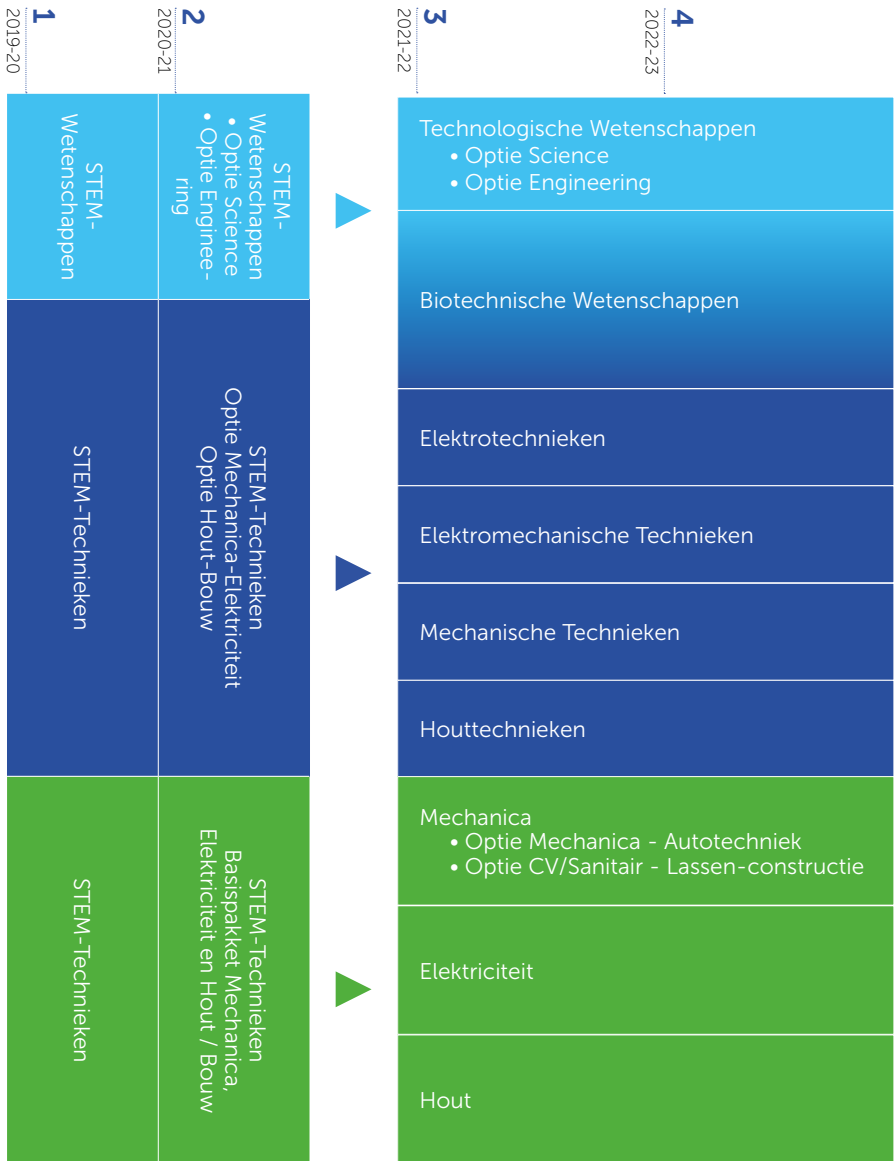 1
2019-20
2
2020-21
3
2021-22
4
2022-23
STEM-
Wetenschappen
STEM-
Wetenschappen
• Optie Science
• Optie Enginee-
ring
Technologische Wetenschappen
• Optie Science
• Optie Engineering
Biotechnische Wetenschappen
STEM-Technieken
STEM-Technieken
Optie Mechanica-Elektriciteit
Optie Hout-Bouw
Elektrotechnieken
Elektromechanische Technieken
Mechanische Technieken
Houttechnieken
STEM-Technieken
STEM-Technieken
Basispakket Mechanica,
Elektriciteit en Hout / Bouw
Mechanica
• Optie Mechanica - Autotechniek
• Optie CV/Sanitair - Lassen-constructie
Elektriciteit
Hout